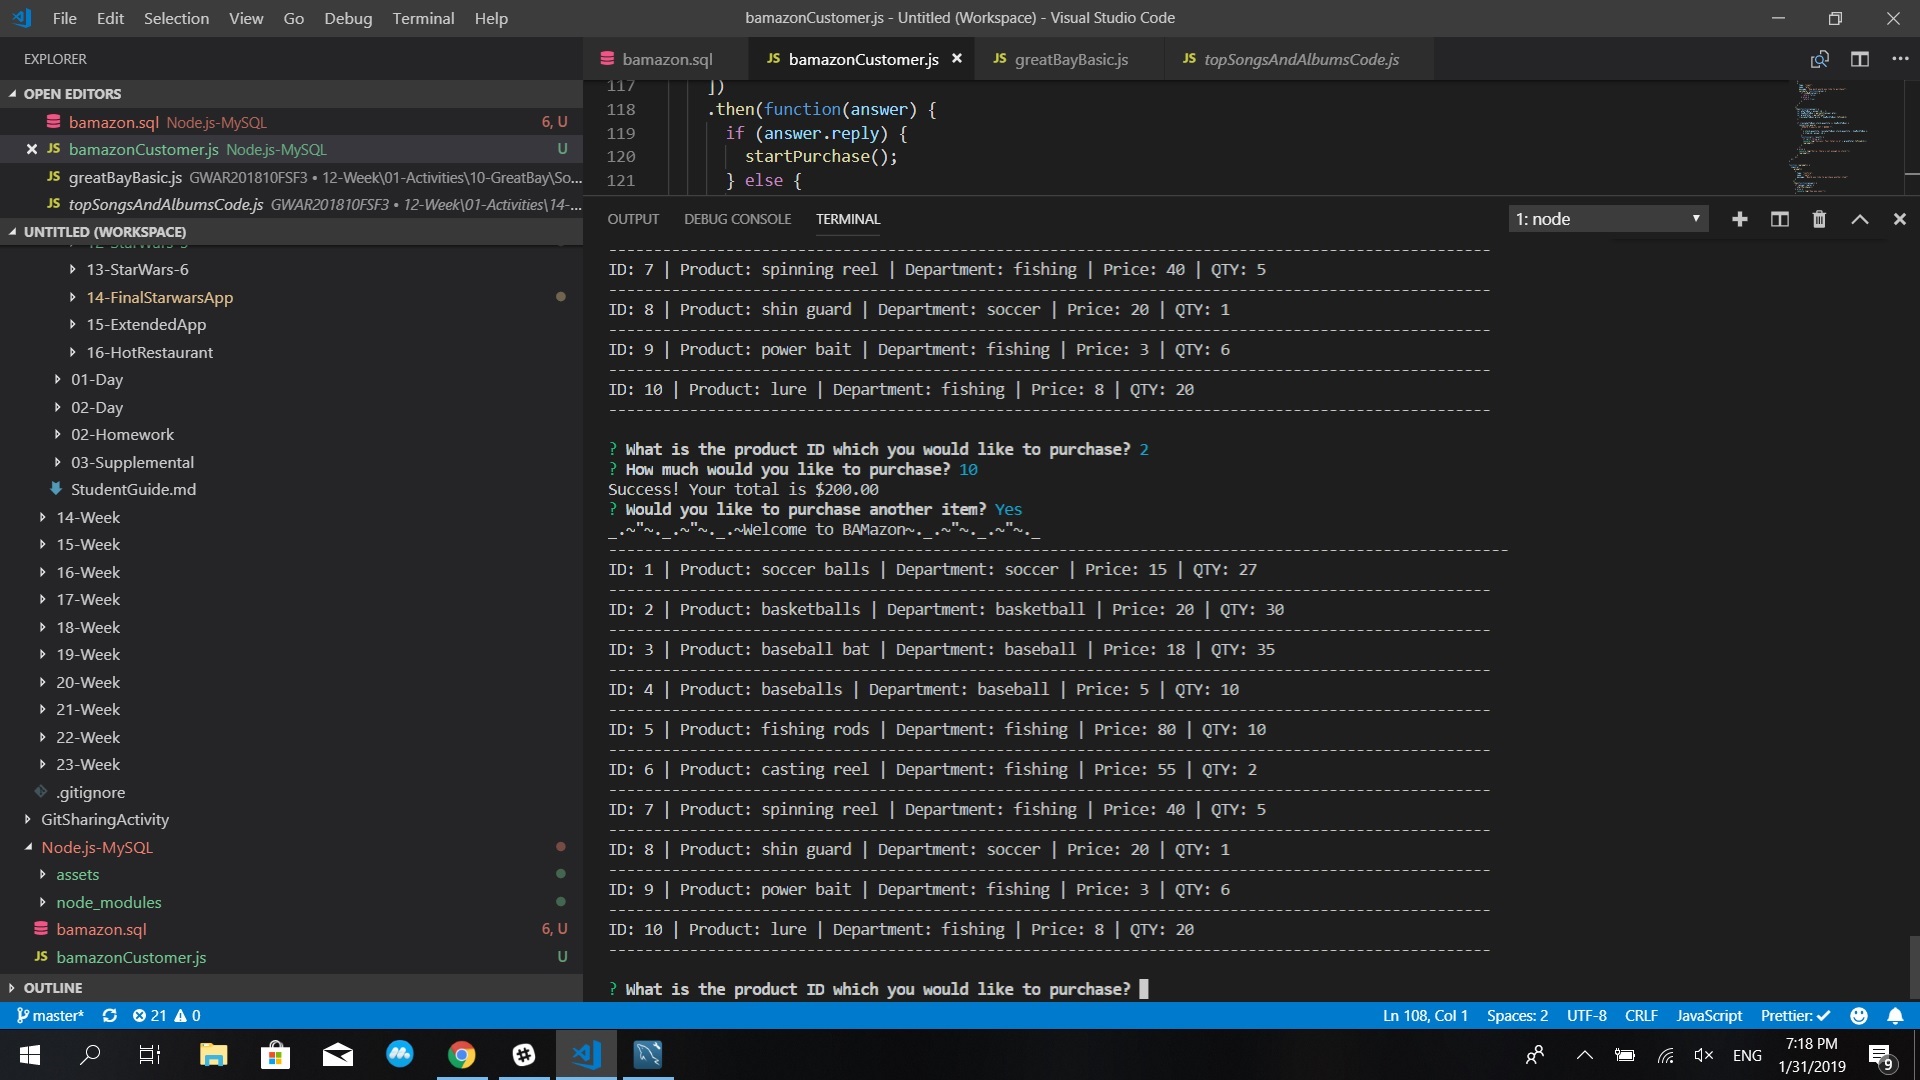 File Edit Selection View Go Debug Terminal Help
bamazonCustomer.js - Untitled (Workspace) - Visual Studio Code
EXPLORER
OPEN EDITORS
bamazon.sql Node.js-MySQL 6, U
JS bamazonCustomer.js Node.js-MySQL U
JS greatBayBasic.js GWAR201810FSF3 • 12-Week\01-Activities\10-GreatBay\So...
JS topSongsAndAlbumsCode.js GWAR201810FSF3 • 12-Week\01-Activities\14-...
UNTITLED (WORKSPACE)
12-StarWars-5
13-StarWars-6
14-FinalStarwarsApp
15-ExtendedApp
16-HotRestaurant
01-Day
02-Day
02-Homework
03-Supplemental
StudentGuide.md
14-Week
15-Week
16-Week
17-Week
18-Week
19-Week
20-Week
21-Week
22-Week
23-Week
.gitignore
GitSharingActivity
Node.js-MySQL
assets
node_modules
bamazon.sql 6, U
JS bamazonCustomer.js U
OUTLINE
bamazon.sql JS bamazonCustomer.js JS greatBayBasic.js JS topSongsAndAlbumsCode.js
117 ])
118 .then(function(answer) {
119 if (answer.reply) {
120 startPurchase();
121 } else {
OUTPUT DEBUG CONSOLE TERMINAL 1: node
--------------------------------------------------------------------------------------------------
ID: 7 | Product: spinning reel | Department: fishing | Price: 40 | QTY: 5
--------------------------------------------------------------------------------------------------
ID: 8 | Product: shin guard | Department: soccer | Price: 20 | QTY: 1
--------------------------------------------------------------------------------------------------
ID: 9 | Product: power bait | Department: fishing | Price: 3 | QTY: 6
--------------------------------------------------------------------------------------------------
ID: 10 | Product: lure | Department: fishing | Price: 8 | QTY: 20
--------------------------------------------------------------------------------------------------
? What is the product ID which you would like to purchase? 2
? How much would you like to purchase? 10
Success! Your total is $200.00
? Would you like to purchase another item? Yes
_.~"~._.~"~._.~Welcome to BAMazon~._.~"~._.~"~._
----------------------------------------------------------------------------------------------------
ID: 1 | Product: soccer balls | Department: soccer | Price: 15 | QTY: 27
--------------------------------------------------------------------------------------------------
ID: 2 | Product: basketballs | Department: basketball | Price: 20 | QTY: 30
--------------------------------------------------------------------------------------------------
ID: 3 | Product: baseball bat | Department: baseball | Price: 18 | QTY: 35
--------------------------------------------------------------------------------------------------
ID: 4 | Product: baseballs | Department: baseball | Price: 5 | QTY: 10
--------------------------------------------------------------------------------------------------
ID: 5 | Product: fishing rods | Department: fishing | Price: 80 | QTY: 10
--------------------------------------------------------------------------------------------------
ID: 6 | Product: casting reel | Department: fishing | Price: 55 | QTY: 2
--------------------------------------------------------------------------------------------------
ID: 7 | Product: spinning reel | Department: fishing | Price: 40 | QTY: 5
--------------------------------------------------------------------------------------------------
ID: 8 | Product: shin guard | Department: soccer | Price: 20 | QTY: 1
--------------------------------------------------------------------------------------------------
ID: 9 | Product: power bait | Department: fishing | Price: 3 | QTY: 6
--------------------------------------------------------------------------------------------------
ID: 10 | Product: lure | Department: fishing | Price: 8 | QTY: 20
--------------------------------------------------------------------------------------------------
? What is the product ID which you would like to purchase?
master* 21 0 Ln 108, Col 1 Spaces: 2 UTF-8 CRLF JavaScript Prettier: ✓
ENG
7:18 PM
1/31/2019
9